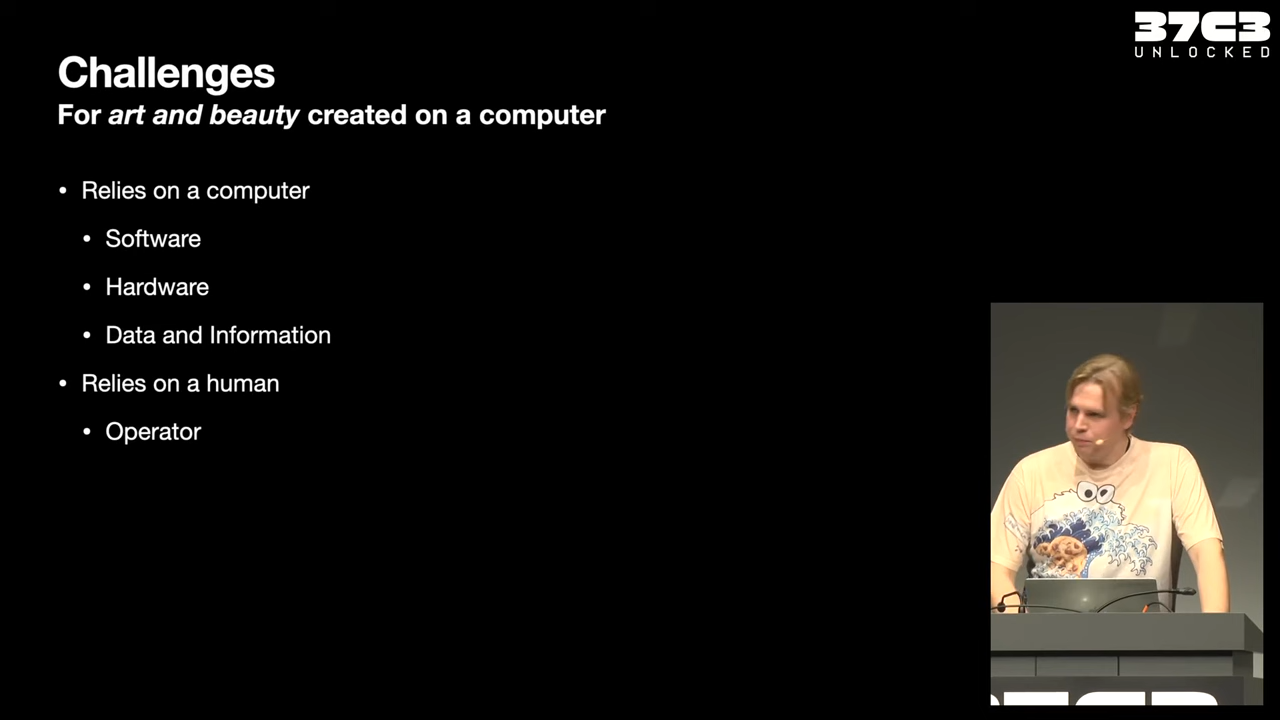 37C3
UNLOCKED
Challenges
For art and beauty created on a computer
• Relies on a computer
• Software
• Hardware
• Data and Information
• Relies on a human
• Operator